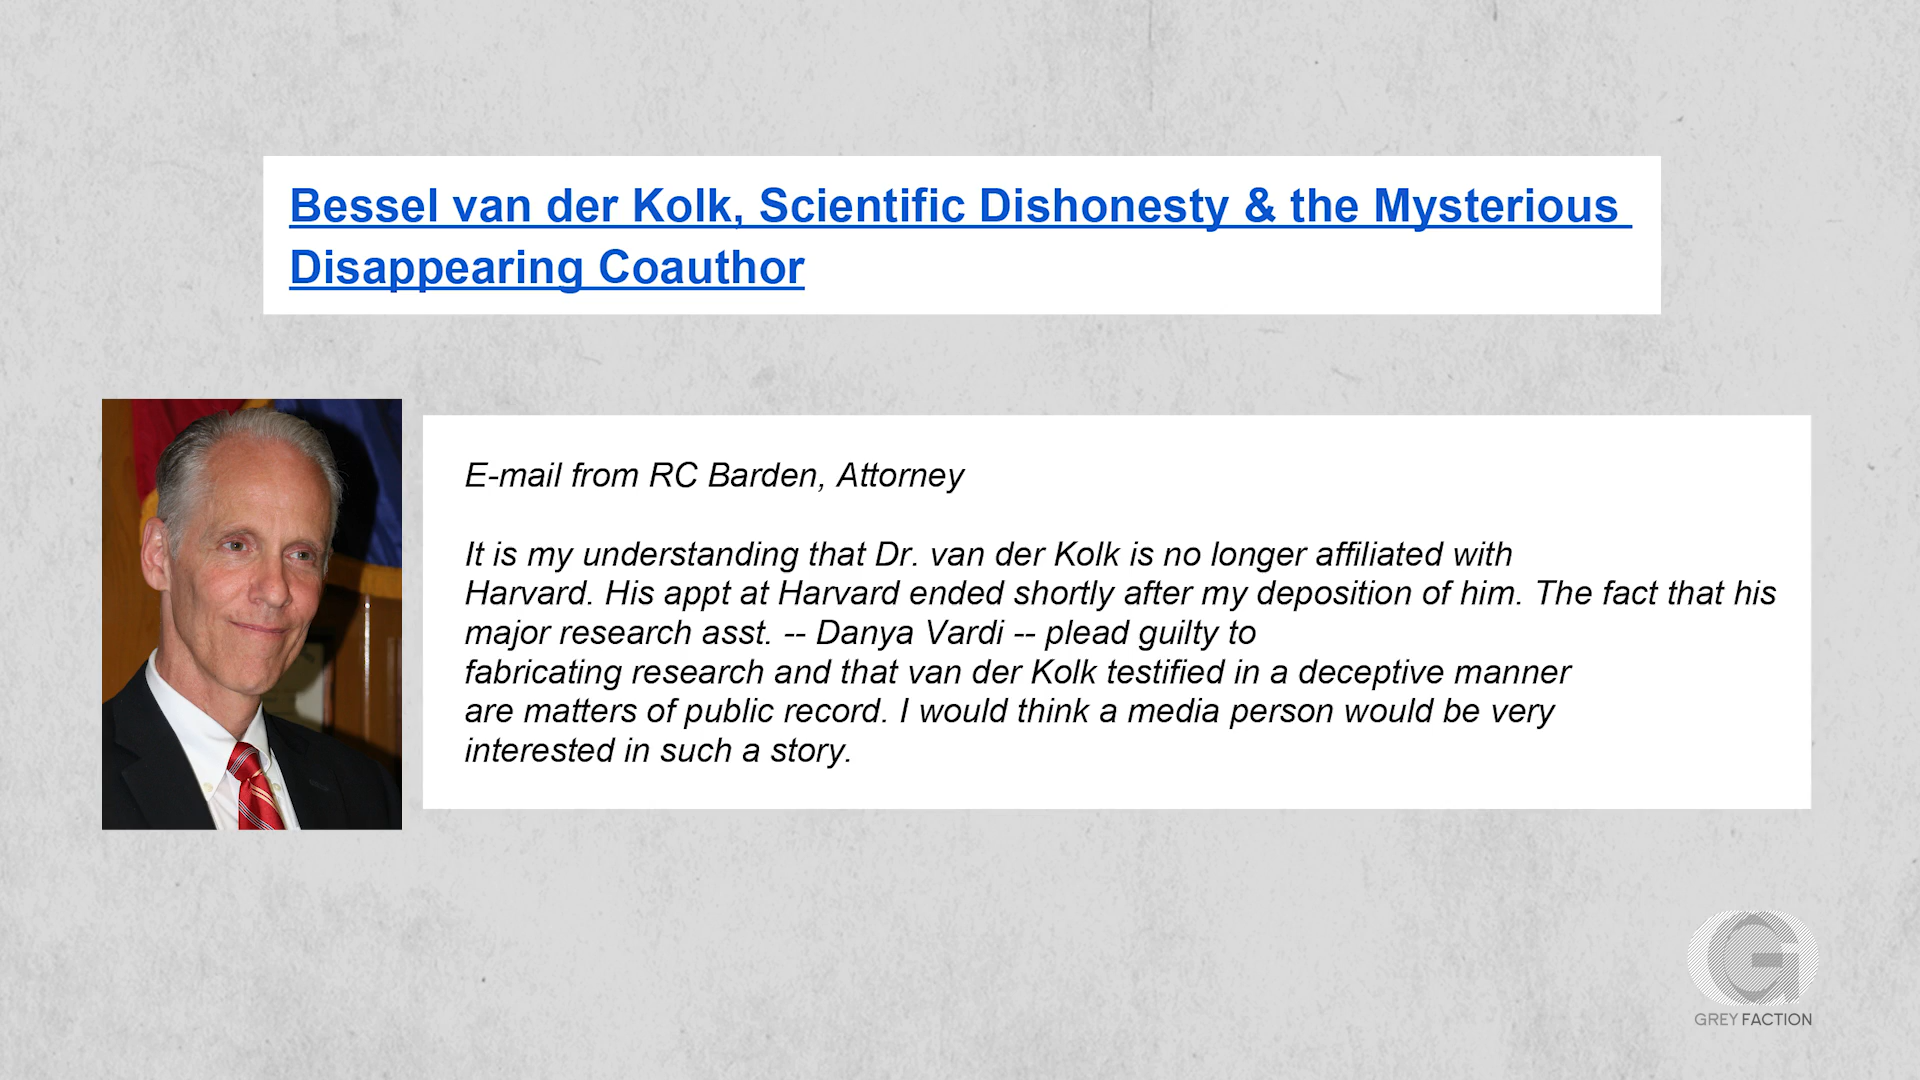 Bessel van der Kolk, Scientific Dishonesty & the Mysterious
Disappearing Coauthor
E-mail from RC Barden, Attorney
It is my understanding that Dr. van der Kolk is no longer affiliated with
Harvard. His appt at Harvard ended shortly after my deposition of him. The fact that his
major research asst. -- Danya Vardi -- plead guilty to
fabricating research and that van der Kolk testified in a deceptive manner
are matters of public record. I would think a media person would be very
interested in such a story.
G
GREY FACTION